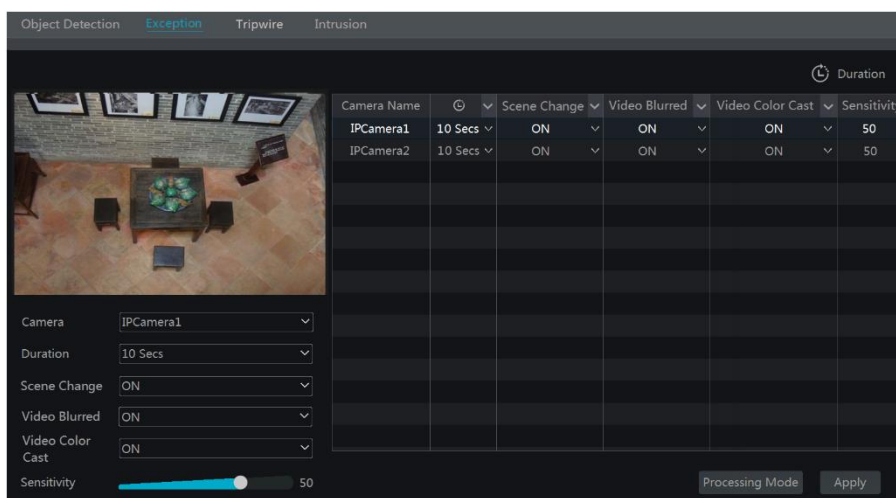 Object Detection Exception Tripwire Intrusion
Duration
Camera Name Scene Change Video Blurred Video Color Cast Sensitivity
IPCamera1 10 Secs ON ON ON 50
IPCamera2 10 Secs ON ON ON 50
Camera IPCamera1
Duration 10 Secs
Scene Change ON
Video Blurred ON
Video Color
Cast ON
Sensitivity 50
Processing Mode Apply